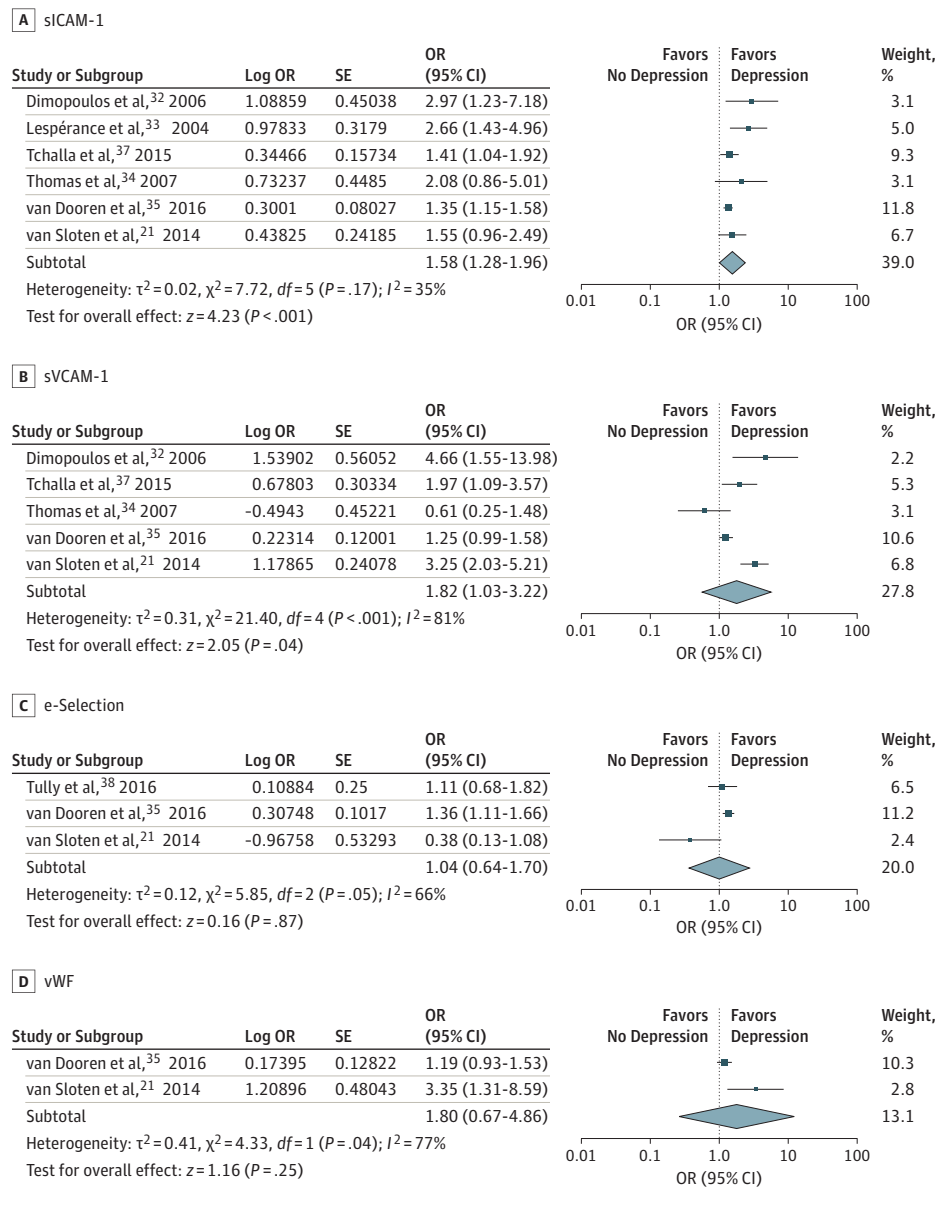 A sICAM-1
OR Favors Favors Weight,
Study or Subgroup Log OR SE (95% CI) No Depression Depression %
Dimopoulos et al,32 2006 1.08859 0.45038 2.97 (1.23-7.18) 3.1
Lespérance et al,33 2004 0.97833 0.3179 2.66 (1.43-4.96) 5.0
Tchalla et al,37 2015 0.34466 0.15734 1.41 (1.04-1.92) 9.3
Thomas et al,34 2007 0.73237 0.4485 2.08 (0.86-5.01) 3.1
van Dooren et al,35 2016 0.3001 0.08027 1.35 (1.15-1.58) 11.8
van Sloten et al,21 2014 0.43825 0.24185 1.55 (0.96-2.49) 6.7
Subtotal 1.58 (1.28-1.96) 39.0
Heterogeneity: τ2=0.02, χ2=7.72, df=5 (P=.17); I2=35%
0.01 0.1 1.0 10 100
Test for overall effect: z=4.23 (P<.001)
OR (95% CI)
B sVCAM-1
OR Favors Favors Weight,
Study or Subgroup Log OR SE (95% CI) No Depression Depression %
Dimopoulos et al,32 2006 1.53902 0.56052 4.66 (1.55-13.98) 2.2
Tchalla et al,37 2015 0.67803 0.30334 1.97 (1.09-3.57) 5.3
Thomas et al,34 2007 -0.4943 0.45221 0.61 (0.25-1.48) 3.1
van Dooren et al,35 2016 0.22314 0.12001 1.25 (0.99-1.58) 10.6
van Sloten et al,21 2014 1.17865 0.24078 3.25 (2.03-5.21) 6.8
Subtotal 1.82 (1.03-3.22) 27.8
Heterogeneity: τ2=0.31, χ2=21.40, df=4 (P<.001); I2=81%
0.01 0.1 1.0 10 100
Test for overall effect: z=2.05 (P=.04)
OR (95% CI)
C e-Selection
OR Favors Favors Weight,
Study or Subgroup Log OR SE (95% CI) No Depression Depression %
Tully et al,38 2016 0.10884 0.25 1.11 (0.68-1.82) 6.5
van Dooren et al,35 2016 0.30748 0.1017 1.36 (1.11-1.66) 11.2
van Sloten et al,21 2014 -0.96758 0.53293 0.38 (0.13-1.08) 2.4
Subtotal 1.04 (0.64-1.70) 20.0
Heterogeneity: τ2=0.12, χ2=5.85, df=2 (P=.05); I2=66%
0.01 0.1 1.0 10 100
Test for overall effect: z=0.16 (P=.87)
OR (95% CI)
D vWF
OR Favors Favors Weight,
Study or Subgroup Log OR SE (95% CI) No Depression Depression %
van Dooren et al,35 2016 0.17395 0.12822 1.19 (0.93-1.53) 10.3
van Sloten et al,21 2014 1.20896 0.48043 3.35 (1.31-8.59) 2.8
Subtotal 1.80 (0.67-4.86) 13.1
Heterogeneity: τ2=0.41, χ2=4.33, df=1 (P=.04); I2=77%
0.01 0.1 1.0 10 100
Test for overall effect: z=1.16 (P=.25)
OR (95% CI)